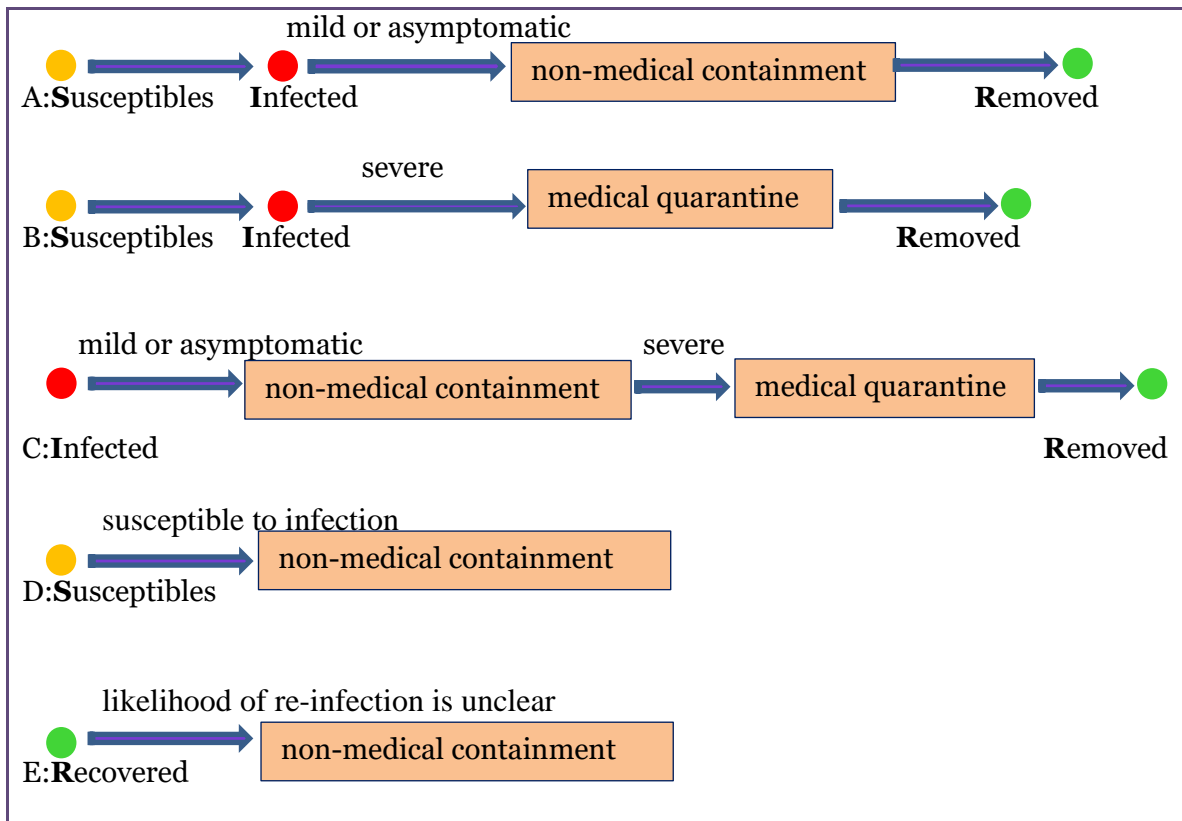 mild or asymptomatic
non-medical containment
A:Susceptibles Infected Removed
severe
medical quarantine
B:Susceptibles Infected Removed
mild or asymptomatic severe
non-medical containment medical quarantine
C:Infected Removed
susceptible to infection
non-medical containment
D:Susceptibles
likelihood of re-infection is unclear
non-medical containment
E:Recovered